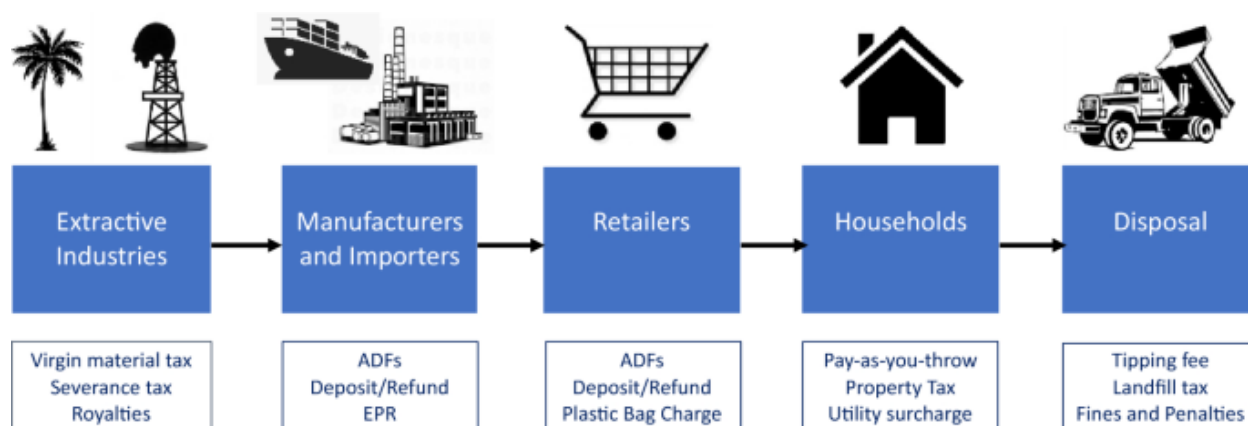 Extractive
Industries
Manufacturers
and Importers
Retailers
Households
Disposal
Virgin material tax
Severance tax
Royalties
ADFs
Deposit/Refund
EPR
ADFs
Deposit/Refund
Plastic Bag Charge
Pay-as-you-throw
Property Tax
Utility surcharge
Tipping fee
Landfill tax
Fines and Penalties